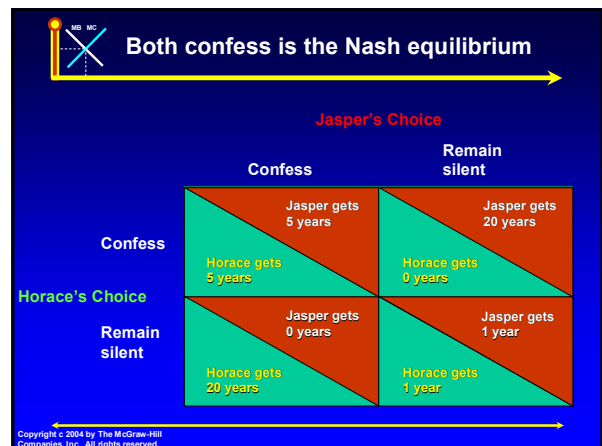 MB MC
Both confess is the Nash equilibrium
Jasper's Choice
Confess
Remain
silent
Confess
Jasper gets
5 years
Horace gets
5 years
Jasper gets
20 years
Horace gets
0 years
Horace's Choice
Remain
silent
Jasper gets
0 years
Horace gets
20 years
Jasper gets
1 year
Horace gets
1 year
Copyright c 2004 by The McGraw-Hill
Companies, Inc. All rights reserved.